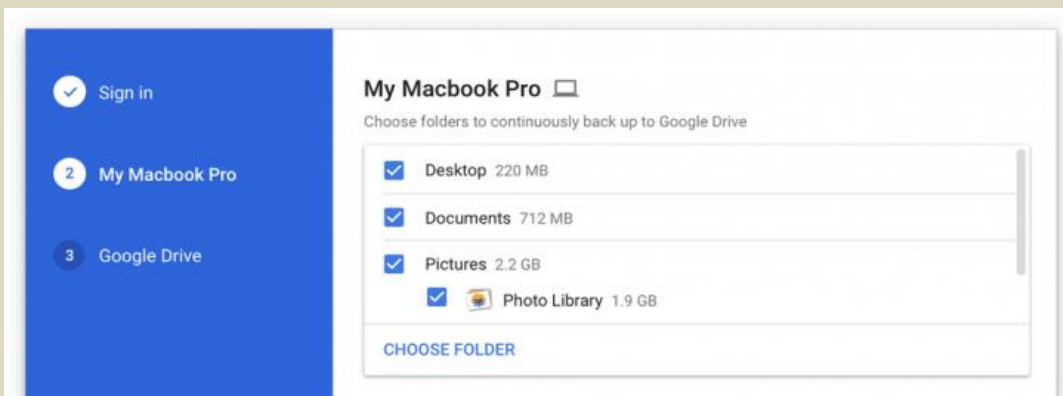 Sign in
2 My Macbook Pro
3 Google Drive
My Macbook Pro
Choose folders to continuously back up to Google Drive
Desktop 220 MB
Documents 712 MB
Pictures 2.2 GB
Photo Library 1.9 GB
CHOOSE FOLDER